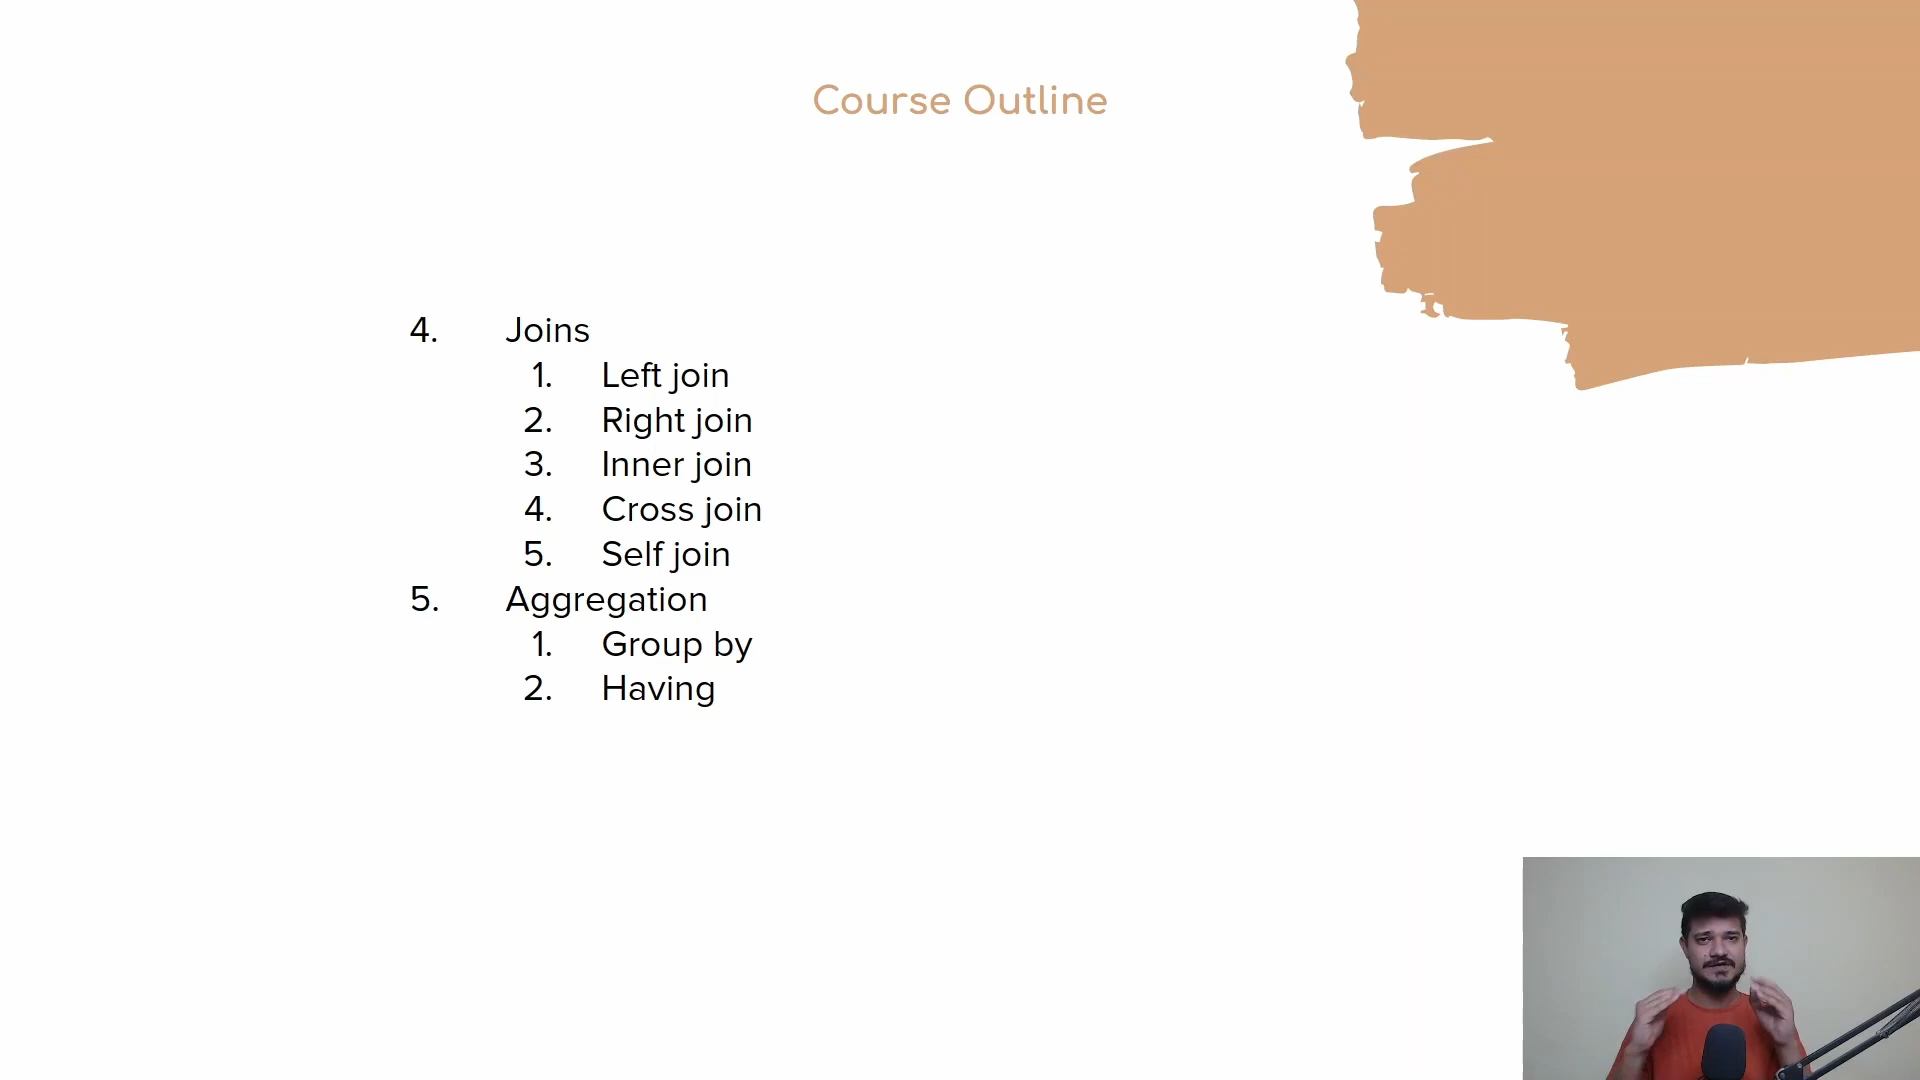 Course Outline
4. Joins
1. Left join
2. Right join
3. Inner join
4. Cross join
5. Self join
5. Aggregation
1. Group by
2. Having